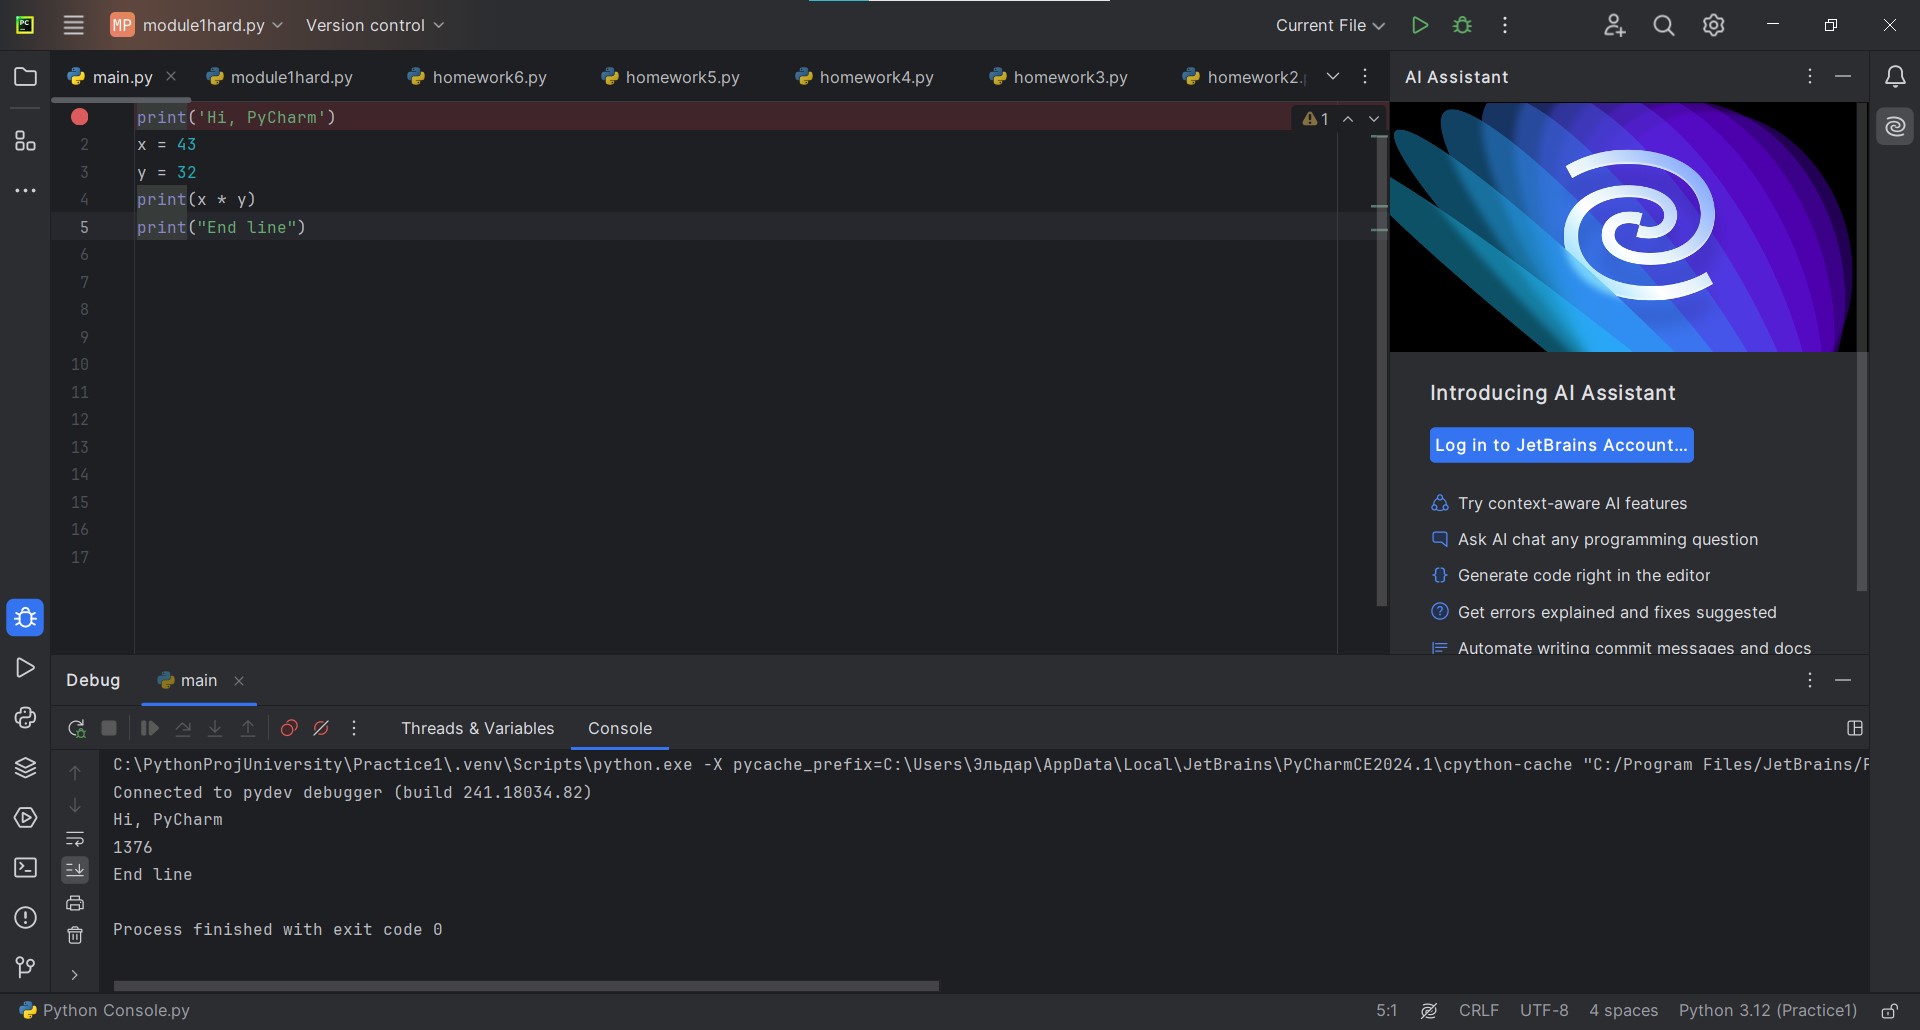 PC
MP module1hard.py
Version control
Current File
main.py
module1hard.py
homework6.py
homework5.py
homework4.py
homework3.py
homework2.
AI Assistant
print('Hi, PyCharm')
1
2 x = 43
3 y = 32
4 print(x * y)
5 print("End line")
6
7
8
9
10
11
12
13
14
15
16
17
Introducing AI Assistant
Log in to JetBrains Account...
Try context-aware AI features
Ask AI chat any programming question
Generate code right in the editor
Get errors explained and fixes suggested
Automate writing commit messages and docs
Debug
main
Threads & Variables
Console
C:\PythonProjUniversity\Practice1\.venv\Scripts\python.exe -X pycache_prefix=C:\Users\Эльдар\AppData\Local\JetBrains\PyCharmCE2024.1\cpython-cache "C:/Program Files/JetBrains/
Connected to pydev debugger (build 241.18034.82)
Hi, PyCharm
1376
End line
Process finished with exit code 0
Python Console.py
5:1
CRLF
UTF-8
4 spaces
Python 3.12 (Practice1)